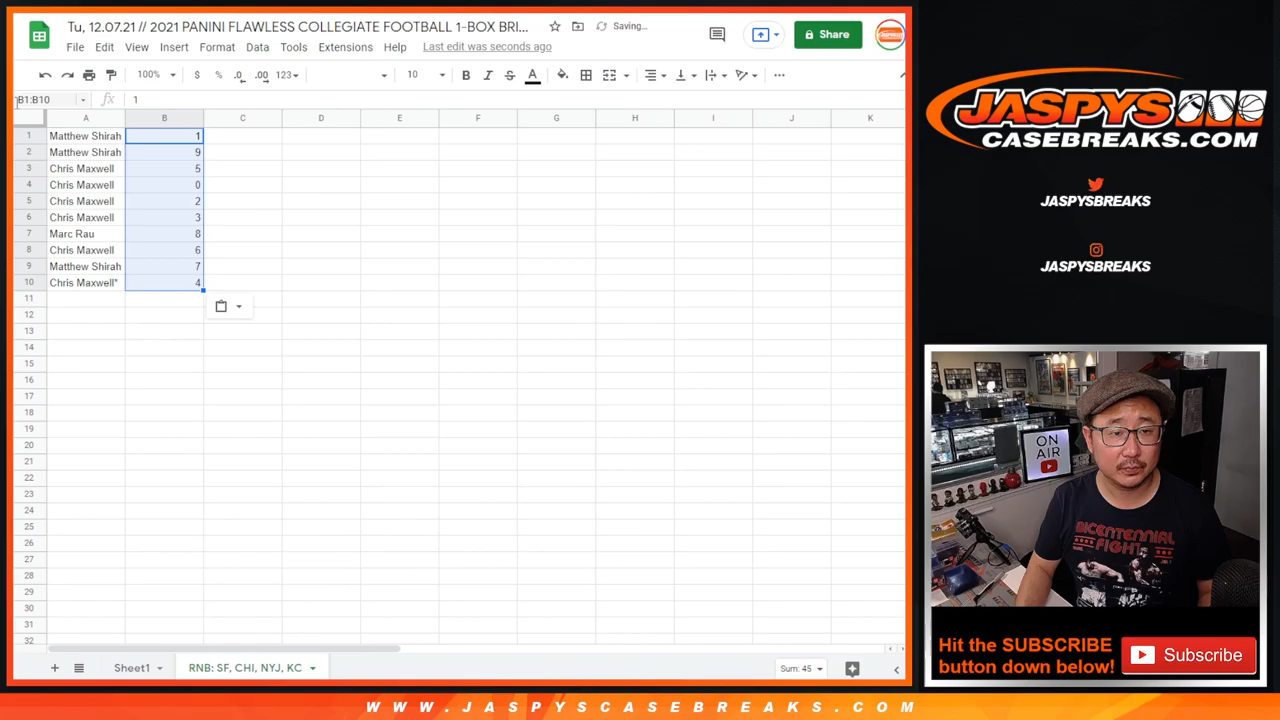 Tu, 12.07.21 // 2021 PANINI FLAWLESS COLLEGIATE FOOTBALL 1-BOX BRI...
Saving...
File Edit View Insert Format Data Tools Extensions Help Last edit was seconds ago
Share
100% $ % .0 .00 123 10 B I S A
B1:B10 fx 1
A B C D E F G H I J K
1 Matthew Shirah 1
2 Matthew Shirah 9
3 Chris Maxwell 5
4 Chris Maxwell 0
5 Chris Maxwell 2
6 Chris Maxwell 3
7 Marc Rau 8
8 Chris Maxwell 6
9 Matthew Shirah 7
10 Chris Maxwell* 4
11
12
13
14
15
16
17
18
19
20
21
22
23
24
25
26
27
28
29
30
31
32
Sheet1
RNB: SF, CHI, NYJ, KC
Sum: 45
JASPYS
CASEBREAKS.COM
JASPYSBREAKS
JASPYSBREAKS
ON
AIR
BICENTENNIAL
FIGHT
Hit the SUBSCRIBE
button down below!
Subscribe
WWW.JASPYSCASEBREAKS.COM